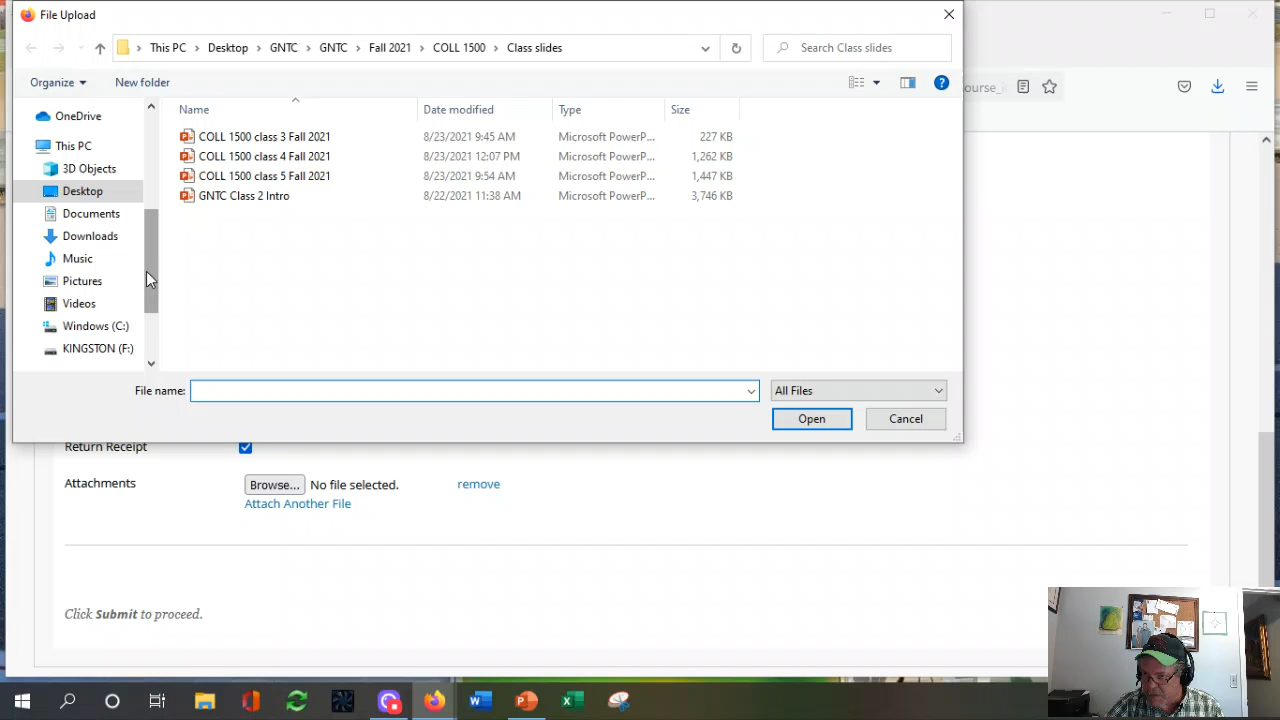 File Upload
This PC > Desktop > GNTC > GNTC > Fall 2021 > COLL 1500 > Class slides
Search Class slides
Organize
New folder
ourse_i
Name
Date modified
Type
Size
OneDrive
This PC
3D Objects
Desktop
Documents
Downloads
Music
Pictures
Videos
Windows (C:)
KINGSTON (F:)
COLL 1500 class 3 Fall 2021 8/23/2021 9:45 AM Microsoft PowerP... 227 KB
COLL 1500 class 4 Fall 2021 8/23/2021 12:07 PM Microsoft PowerP... 1,262 KB
COLL 1500 class 5 Fall 2021 8/23/2021 9:54 AM Microsoft PowerP... 1,447 KB
GNTC Class 2 Intro 8/22/2021 11:38 AM Microsoft PowerP... 3,746 KB
File name:
All Files
Open
Cancel
Return Receipt
Attachments
Browse... No file selected. remove
Attach Another File
Click Submit to proceed.